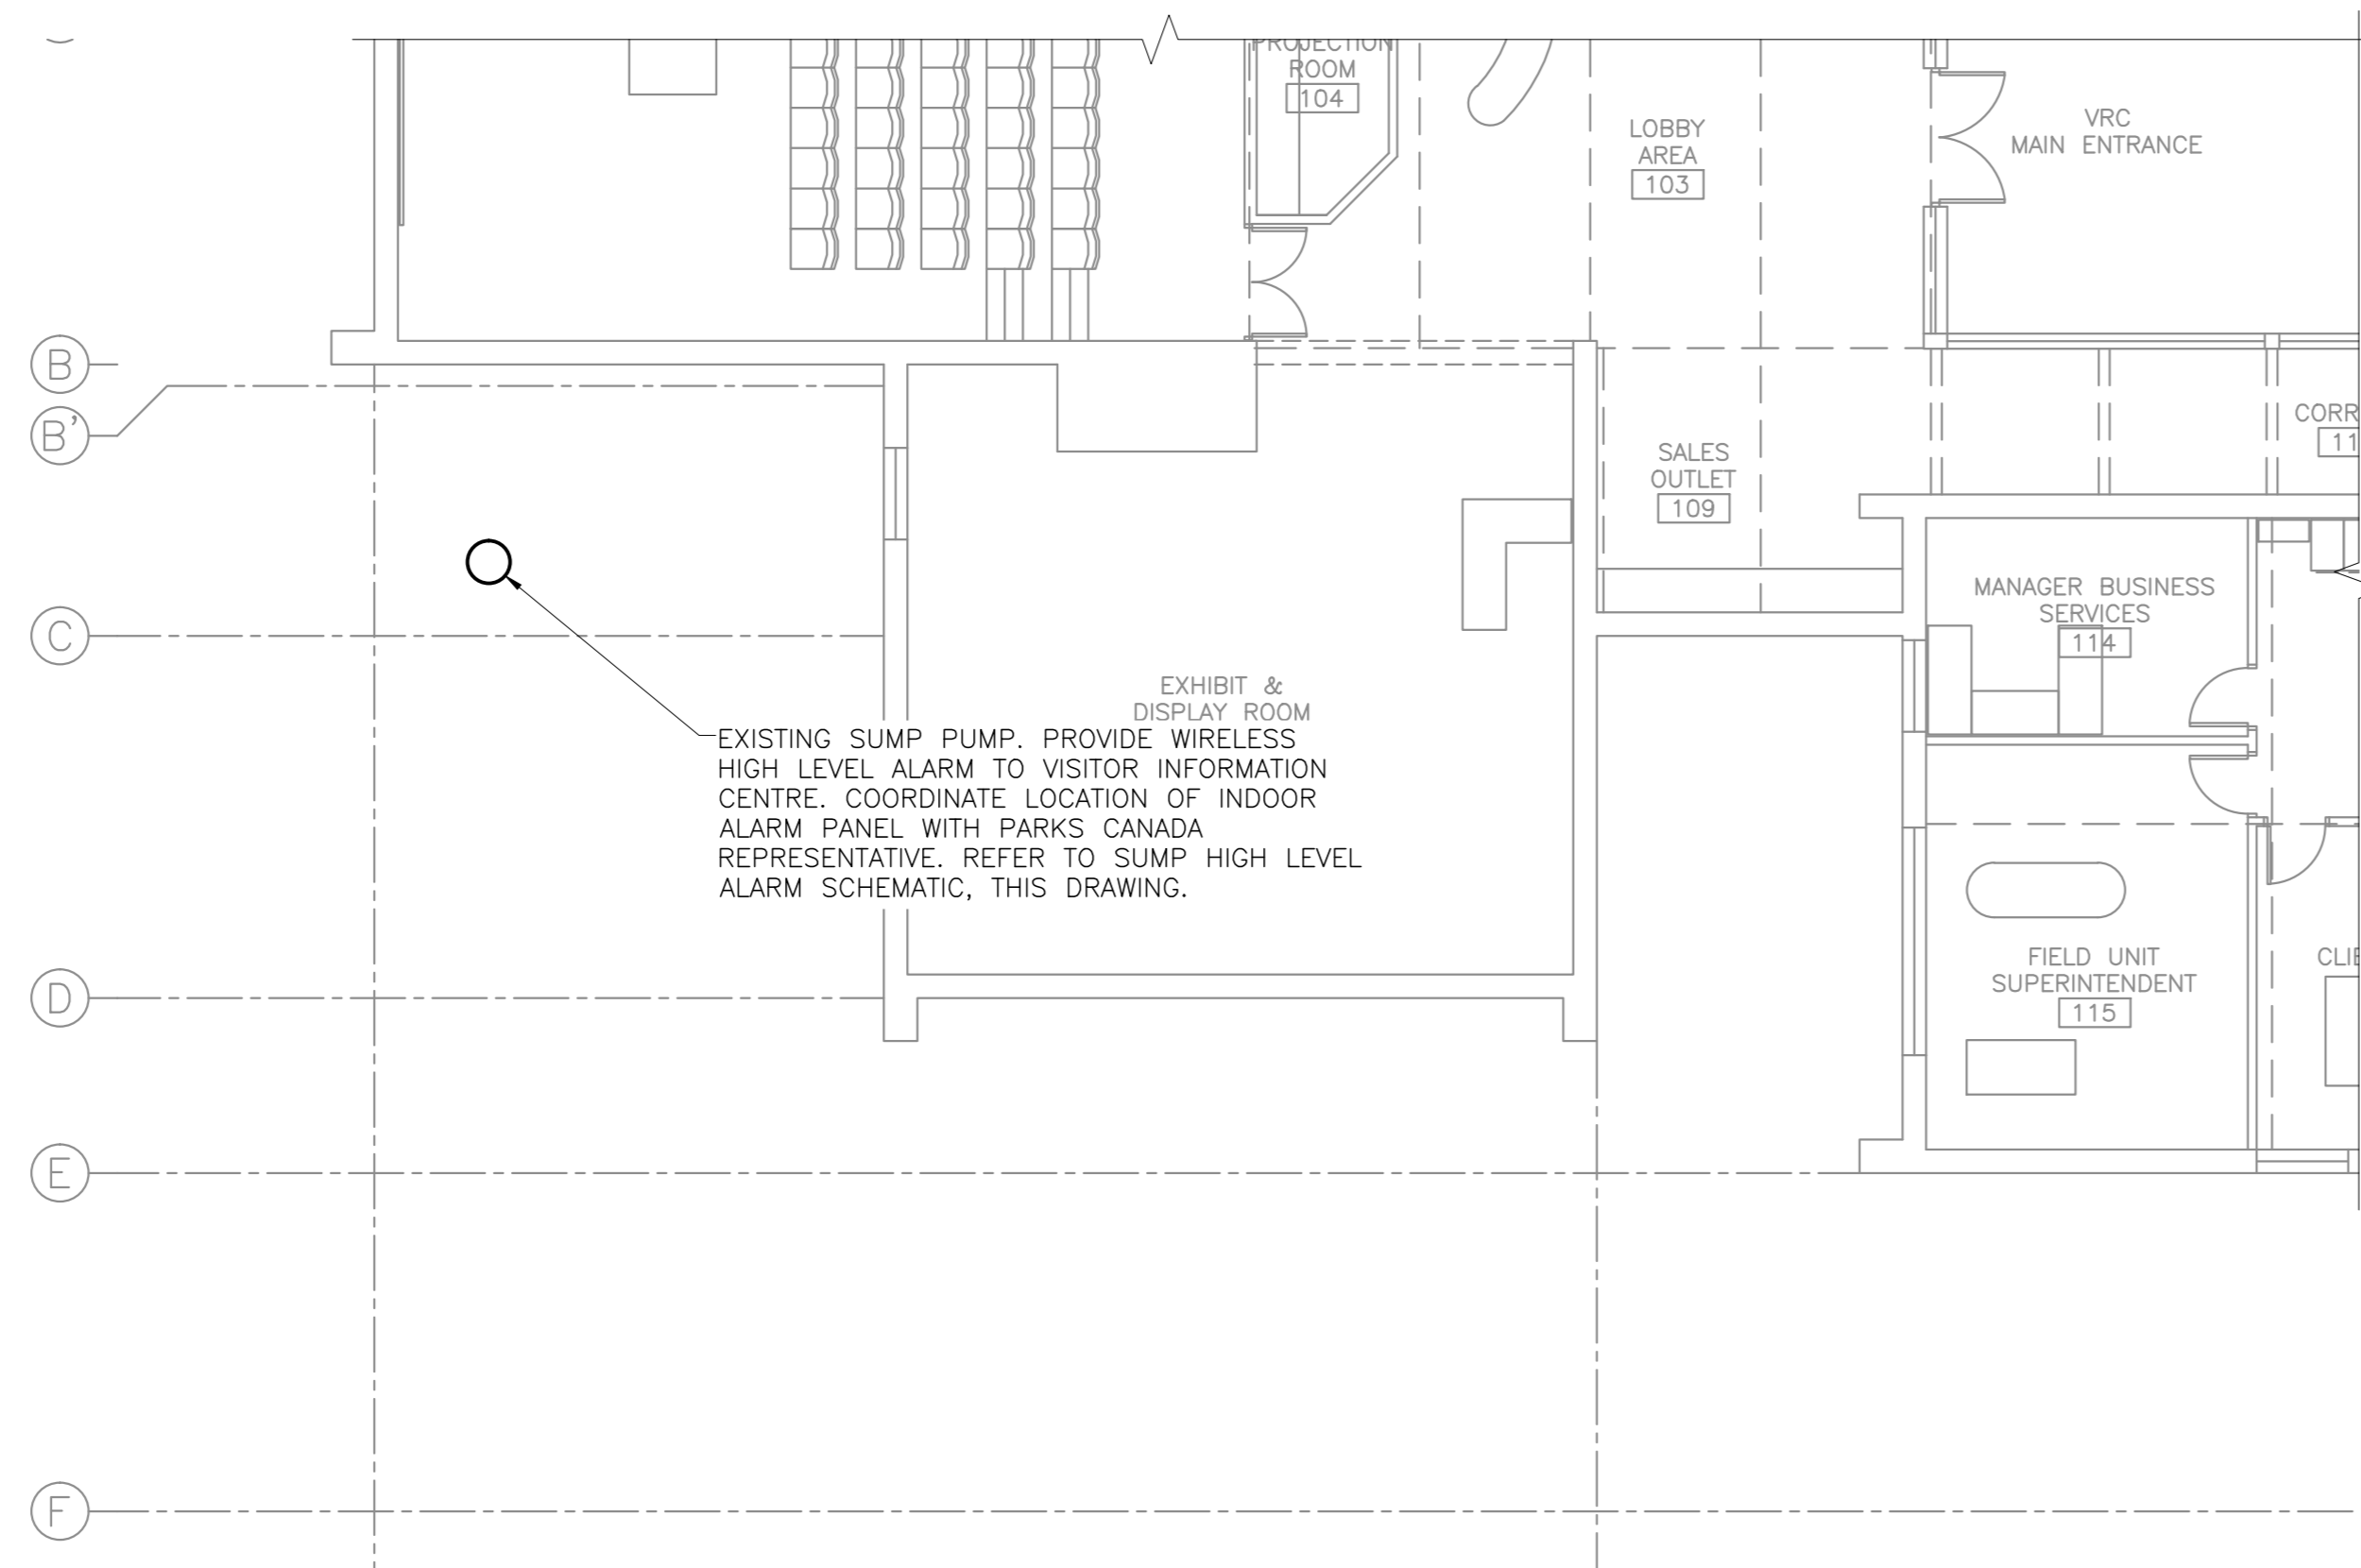 PROJECTION
ROOM
104
LOBBY
AREA
103
VRC
MAIN ENTRANCE
B
B'
CORR
11
SALES
OUTLET
109
MANAGER BUSINESS
SERVICES
114
C
EXHIBIT &
DISPLAY ROOM
EXISTING SUMP PUMP. PROVIDE WIRELESS
HIGH LEVEL ALARM TO VISITOR INFORMATION
CENTRE. COORDINATE LOCATION OF INDOOR
ALARM PANEL WITH PARKS CANADA
REPRESENTATIVE. REFER TO SUMP HIGH LEVEL
ALARM SCHEMATIC, THIS DRAWING.
D
FIELD UNIT
SUPERINTENDENT
115
E
F